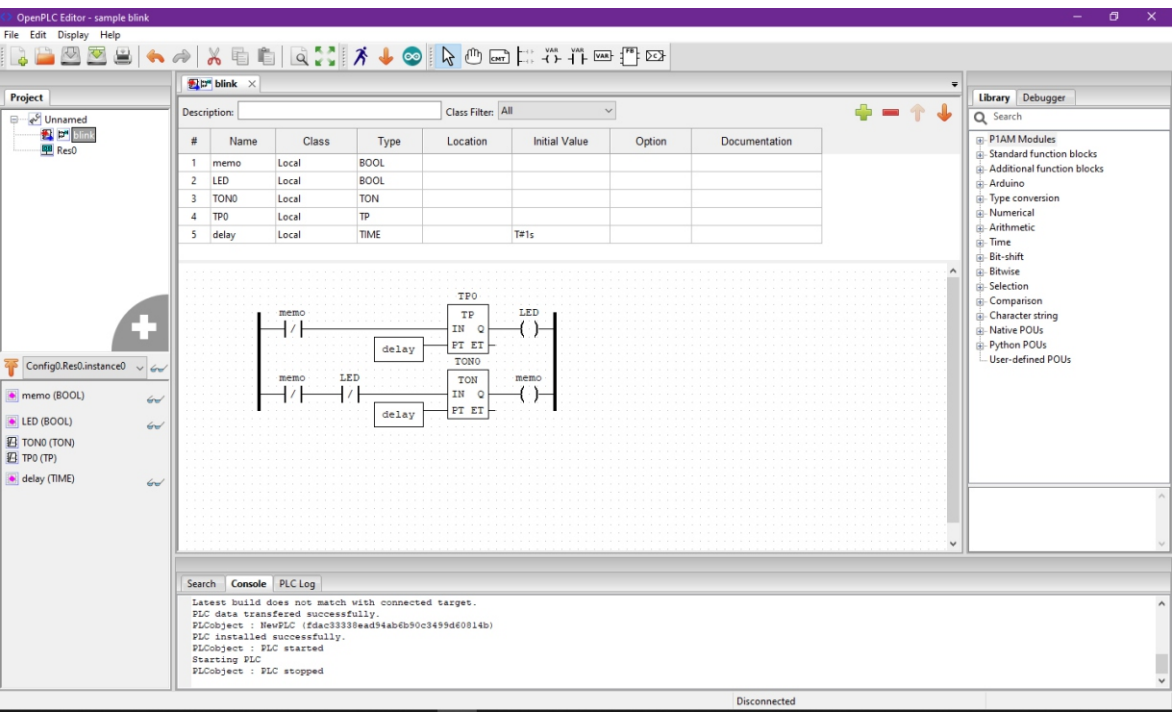 OpenPLC Editor - sample blink
File Edit Display Help
CMT VAR VAR VAR FB
Project
Unnamed
blink
Res0
Config0.Res0.instance0
memo (BOOL)
LED (BOOL)
TON0 (TON)
TP0 (TP)
delay (TIME)
blink
Description: Class Filter: All
# Name Class Type Location Initial Value Option Documentation
1 memo Local BOOL
2 LED Local BOOL
3 TON0 Local TON
4 TP0 Local TP
5 delay Local TIME T#1s
TP0
memo TP LED
IN Q
delay PT ET
TON0
memo LED TON memo
IN Q
delay PT ET
Library Debugger
Search
P1AM Modules
Standard function blocks
Additional function blocks
Arduino
Type conversion
Numerical
Arithmetic
Time
Bit-shift
Bitwise
Selection
Comparison
Character string
Native POUs
Python POUs
User-defined POUs
Search Console PLC Log
Latest build does not match with connected target.
PLC data transfered successfully.
PLCobject : NewPLC (fdac33338ead94ab6b90c3499d60814b)
PLC installed successfully.
PLCobject : PLC started
Starting PLC
PLCobject : PLC stopped
Disconnected